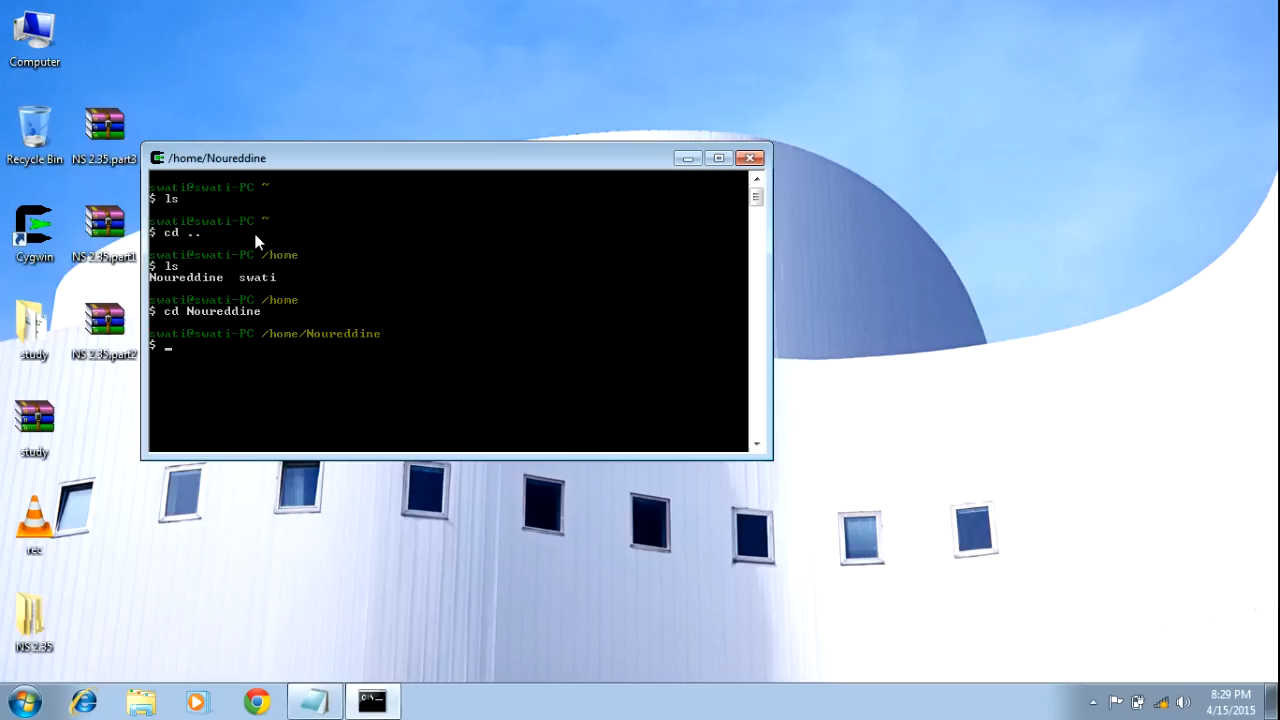 Computer
Recycle Bin
NS 2.35.part3
Cygwin
NS 2.35.part1
study
NS 2.35.part2
study
rec
NS.2.35
/home/Noureddine
swati@swati-PC ~
$ ls
swati@swati-PC ~
$ cd ..
swati@swati-PC /home
$ ls
Noureddine  swati
swati@swati-PC /home
$ cd Noureddine
swati@swati-PC /home/Noureddine
$ _
C:\_
8:29 PM
4/15/2015